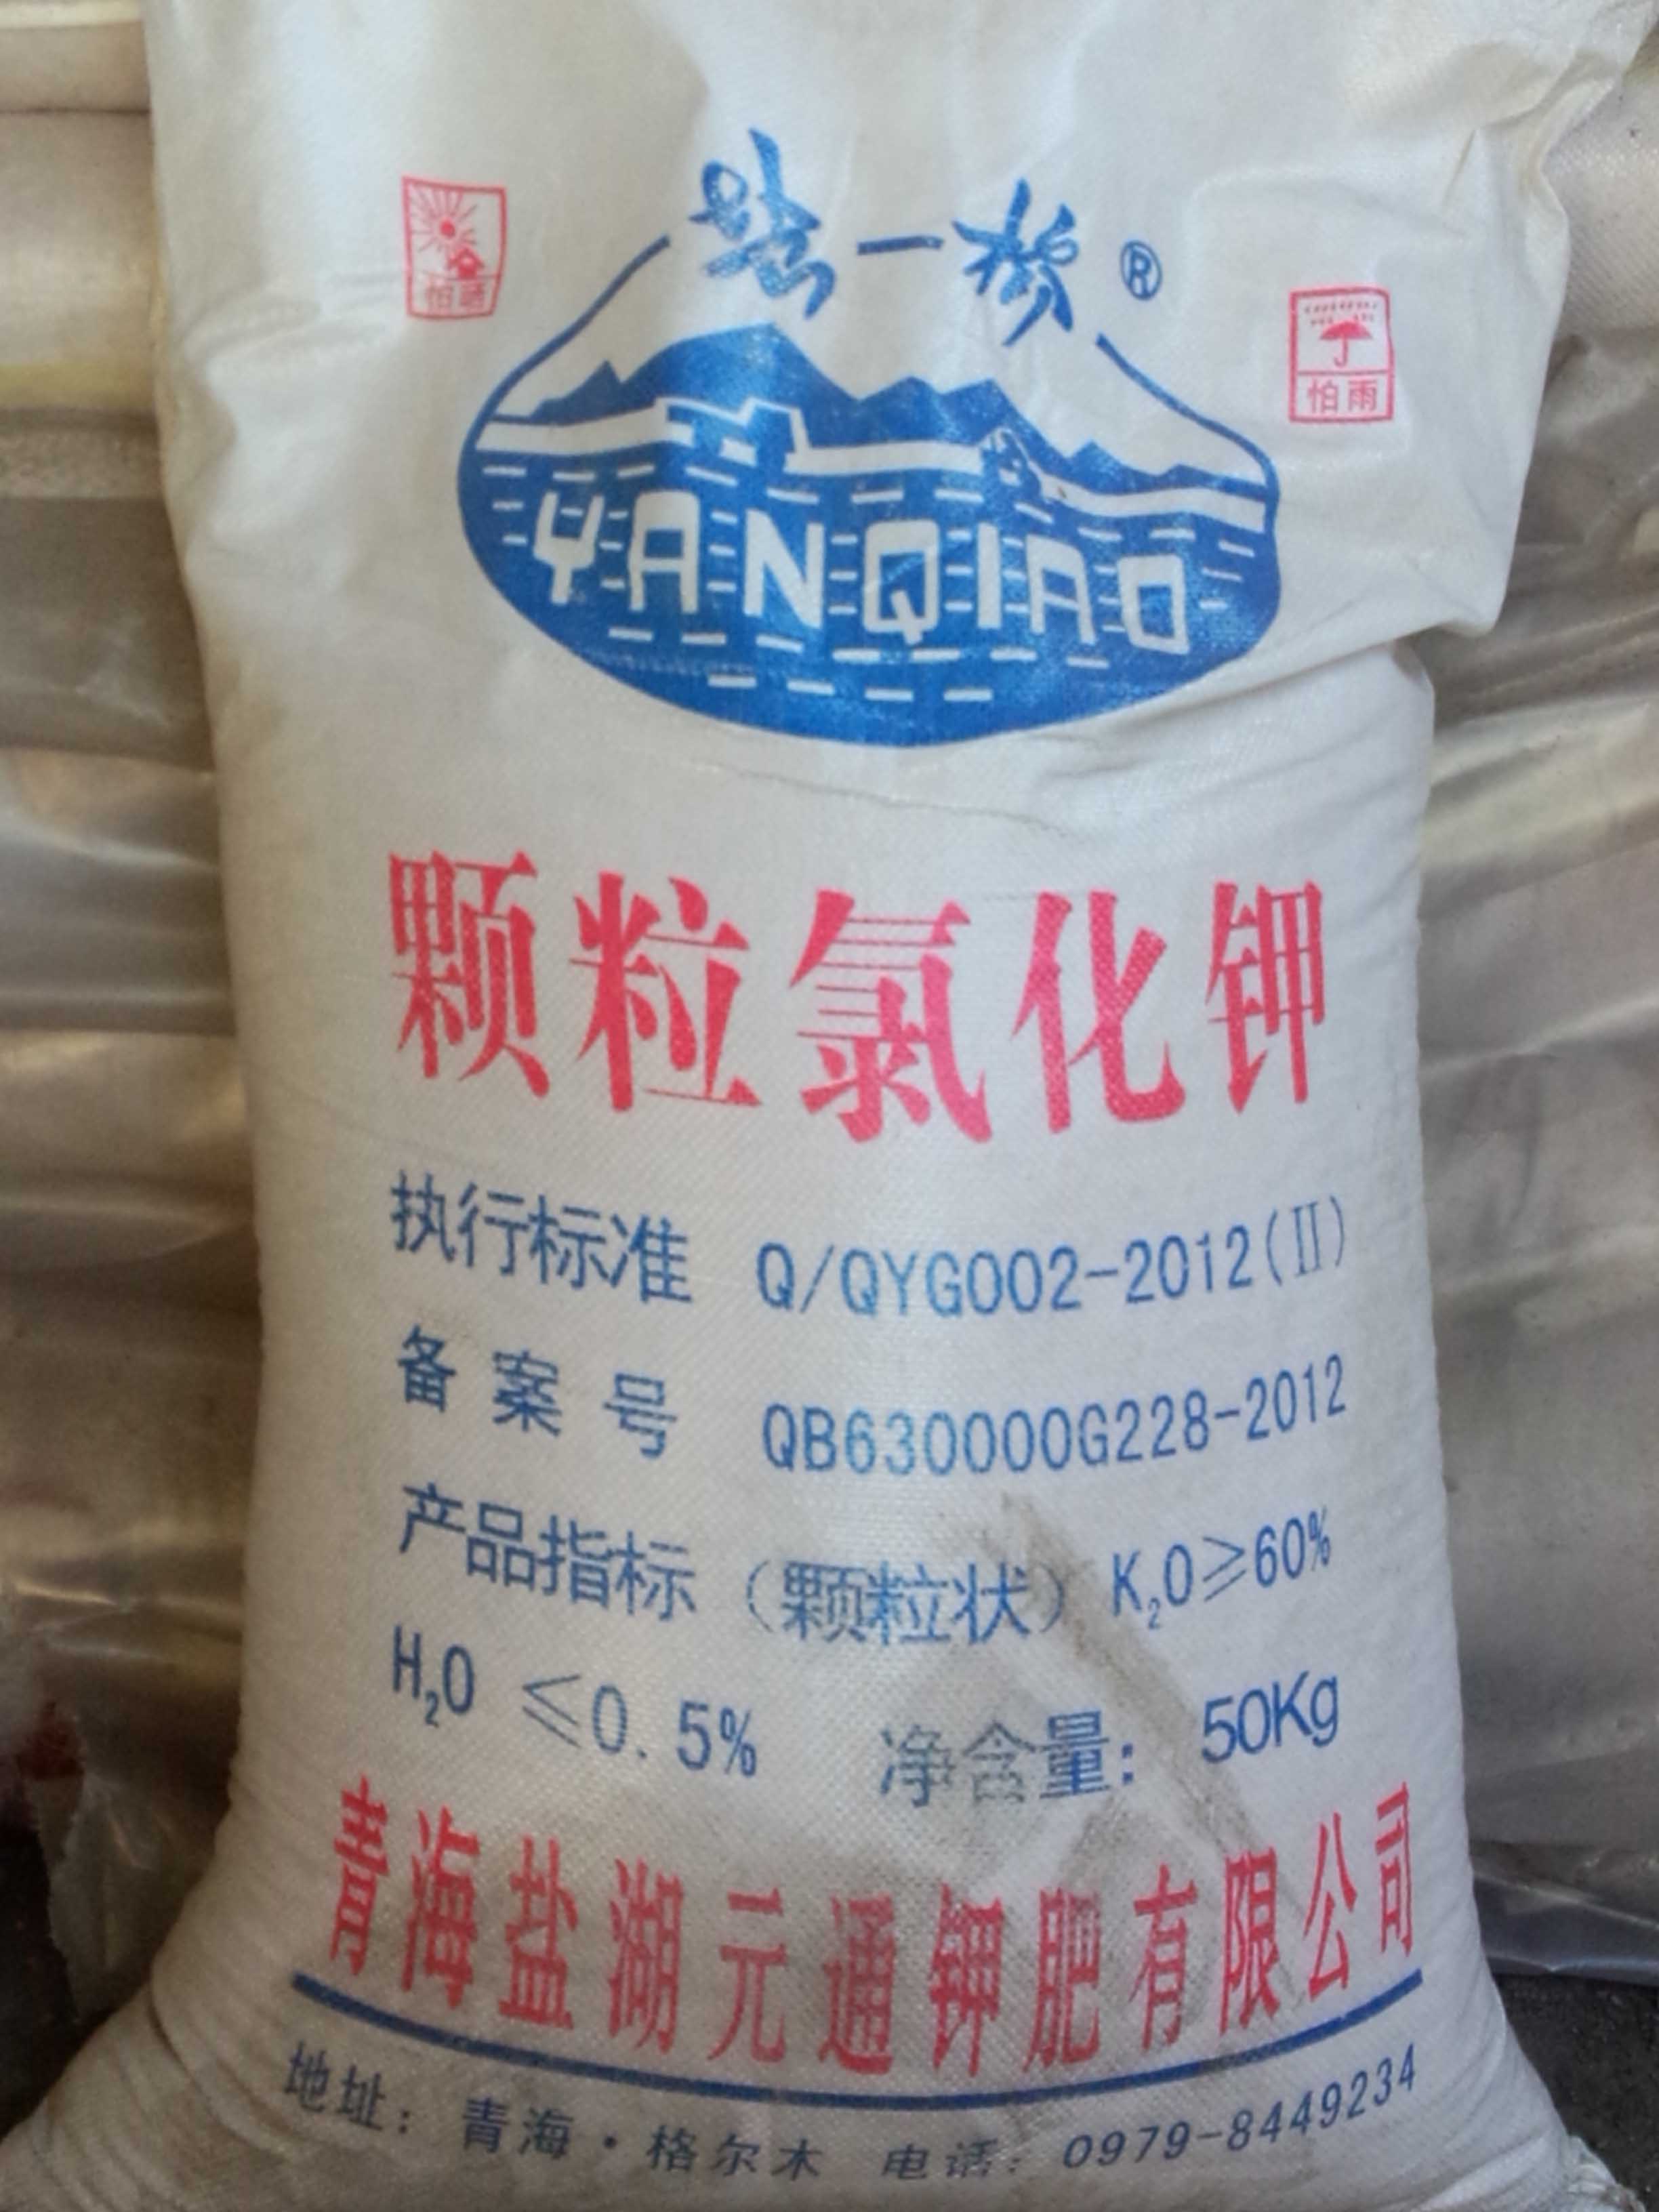 盐一桥®
怕晒
怕雨
YANQIAO
颗粒氯化钾
执行标准 Q/QYG002-2012(Ⅱ)
备案号 QB630000G228-2012
产品指标（颗粒状）K₂O≥60%
H₂O ≤0.5% 净含量：50Kg
青海盐湖元通钾肥有限公司
地址：青海·格尔木 电话：0979-8449234